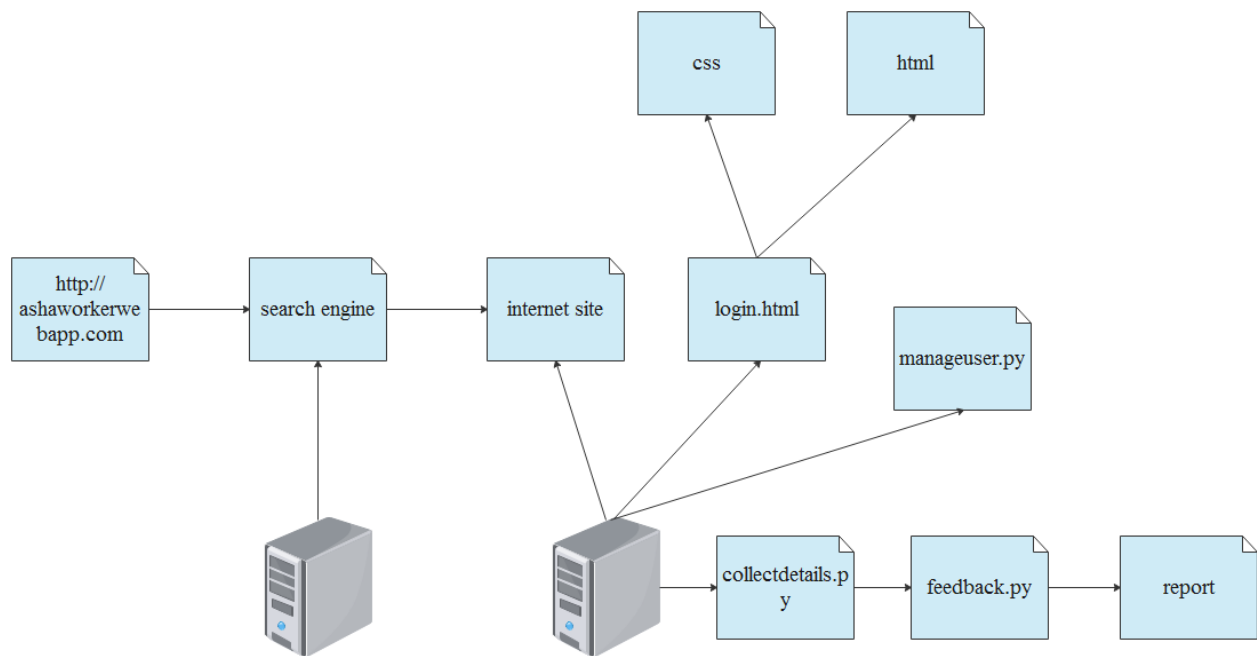 css
html
http://
ashaworkerwe
bapp.com
search engine
internet site
login.html
manageuser.py
collectdetails.p
y
feedback.py
report